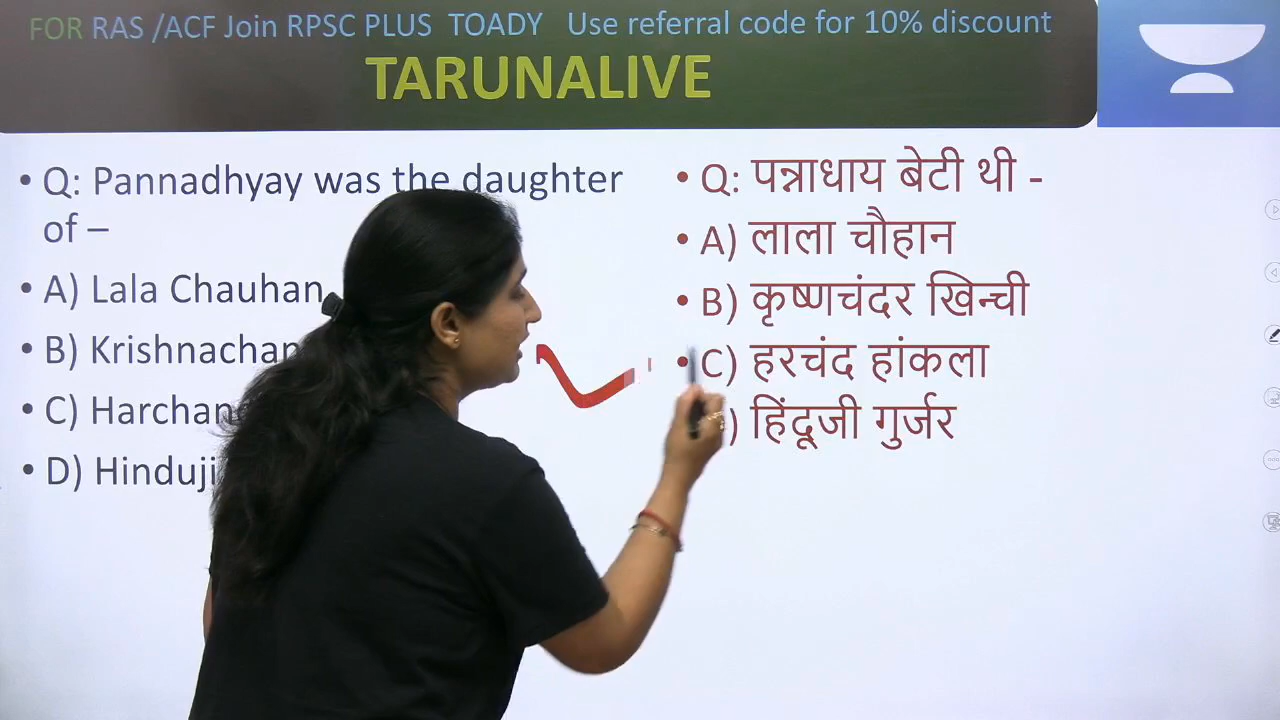 FOR RAS /ACF Join RPSC PLUS TOADY Use referral code for 10% discount
TARUNALIVE
• Q: Pannadhyay was the daughter
of –
• A) Lala Chauhan
• B) Krishnachan
• C) Harchan
• D) Hinduji
• Q: पन्नाधाय बेटी थी -
• A) लाला चौहान
• B) कृष्णचंदर खिन्ची
• C) हरचंद हांकला
) हिंदूजी गुर्जर